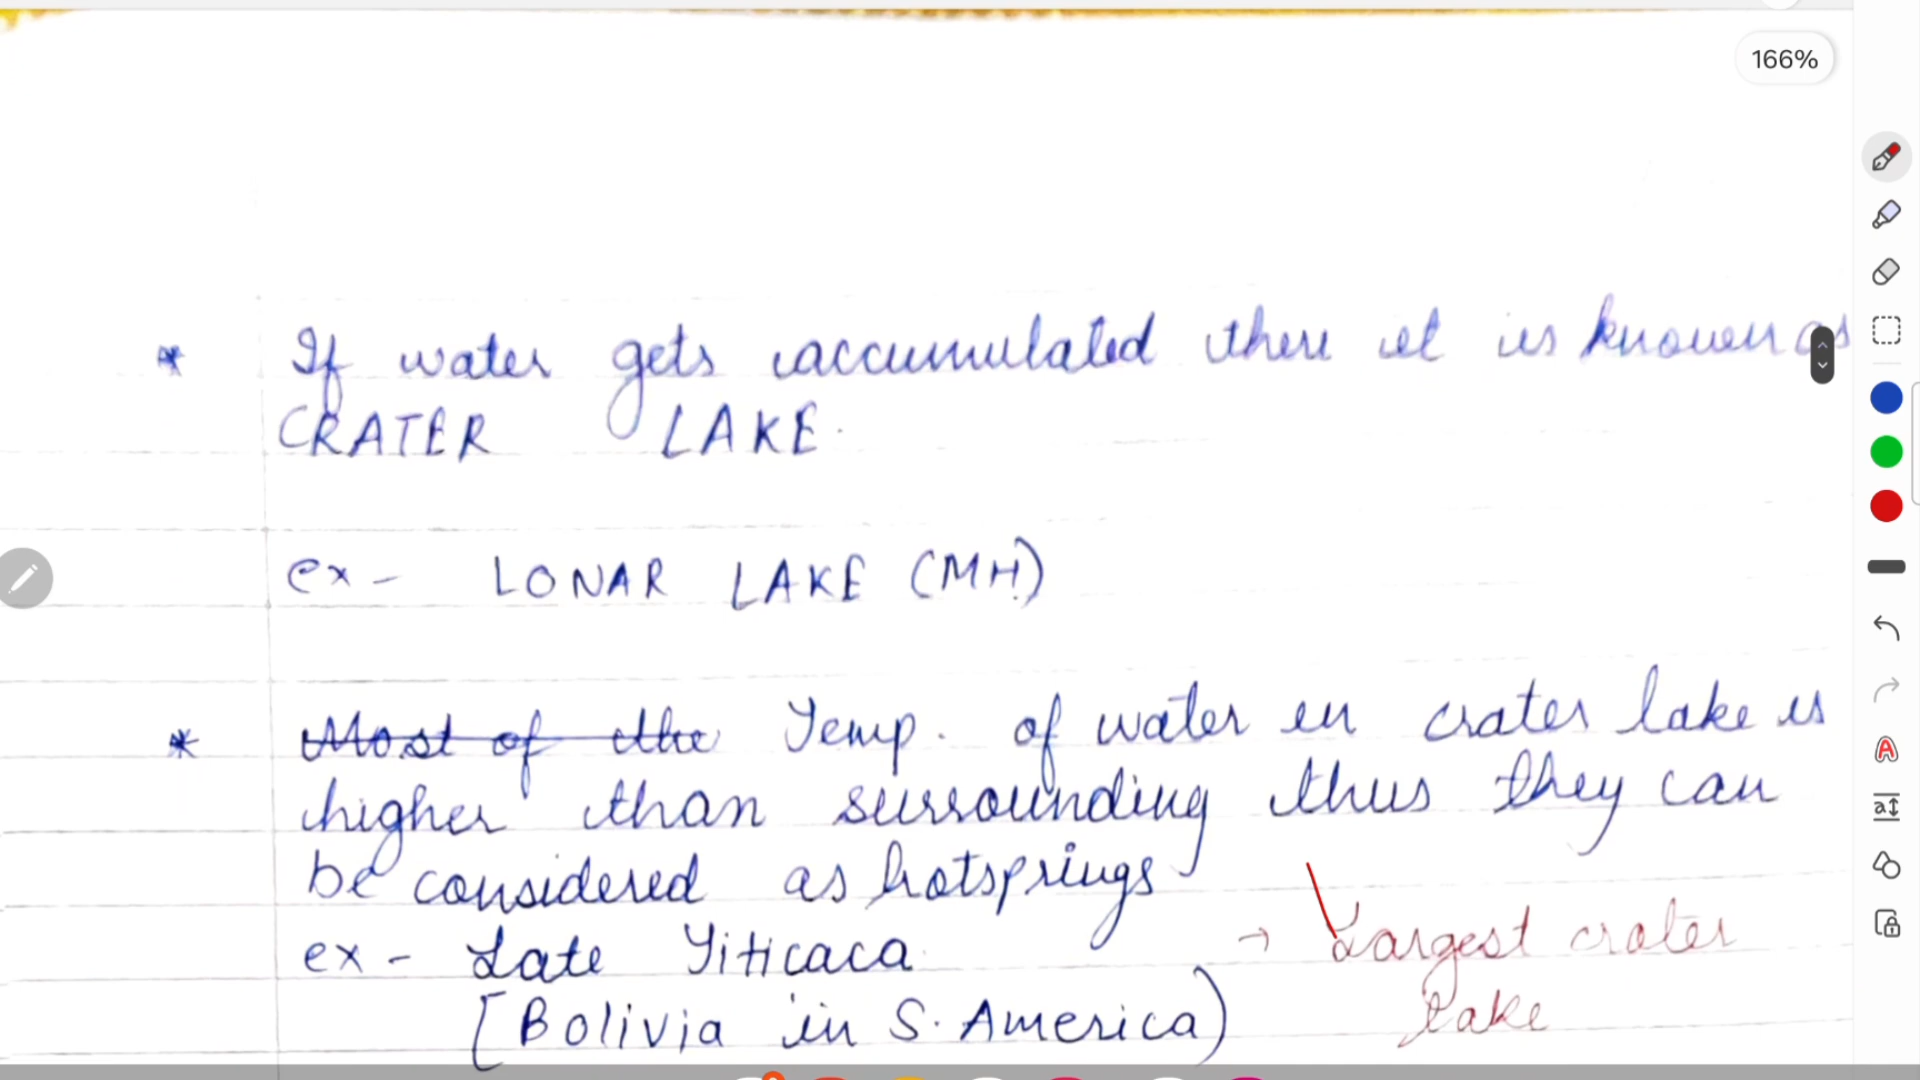 166%
* If water gets accumulated there it is known as
CRATER LAKE.
ex - LONAR LAKE (MH)
* Most of the Temp. of water in crater lake is
higher than surrounding thus they can
be considered as hotsprings
ex - Late Titicaca → Largest crater
[Bolivia in S. America) lake